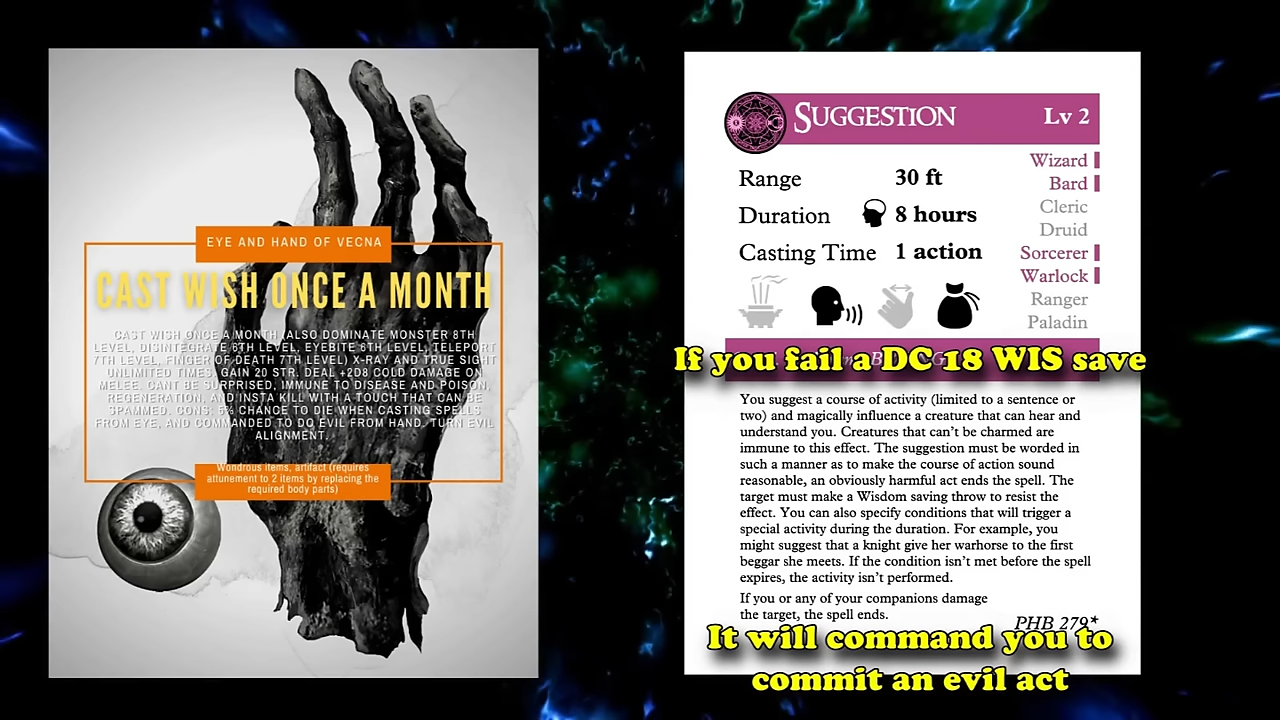 EYE AND HAND OF VECNA
CAST WISH ONCE A MONTH
CAST WISH ONCE A MONTH (ALSO DOMINATE MONSTER 8TH
LEVEL, DISINTEGRATE 6TH LEVEL, EYEBITE 6TH LEVEL, TELEPORT
7TH LEVEL, FNIGER OF DEATH 7TH LEVEL) X-RAY AND TRUE SIGHT
UNLIMITED TIMES. GAIN 20 STR. DEAL +2D8 COLD DAMAGE ON
MELEE. CANT BE SURPRISED, IMMUNE TO DISEASE AND POISON,
REGENERATION, AND INSTA KILL WITH A TOUCH THAT CAN BE
SPAMMED. CONS: 5% CHANCE TO DIE WHEN CASTING SPELLS
FROM EYE, AND COMMANDED TO DO EVIL FROM HAND. TURN EVIL
ALIGNMENT.
Wondrous items, artifact (requires
attunement to 2 items by replacing the
required body parts)
SUGGESTION Lv 2
Range 30 ft
Duration 8 hours
Casting Time 1 action
Wizard
Bard
Cleric
Druid
Sorcerer
Warlock
Ranger
Paladin
If you fail a DC 18 WIS save
You suggest a course of activity (limited to a sentence or
two) and magically influence a creature that can hear and
understand you. Creatures that can't be charmed are
immune to this effect. The suggestion must be worded in
such a manner as to make the course of action sound
reasonable, an obviously harmful act ends the spell. The
target must make a Wisdom saving throw to resist the
effect. You can also specify conditions that will trigger a
special activity during the duration. For example, you
might suggest that a knight give her warhorse to the first
beggar she meets. If the condition isn't met before the spell
expires, the activity isn't performed.
If you or any of your companions damage
the target, the spell ends.
PHB 279*
It will command you to
commit an evil act